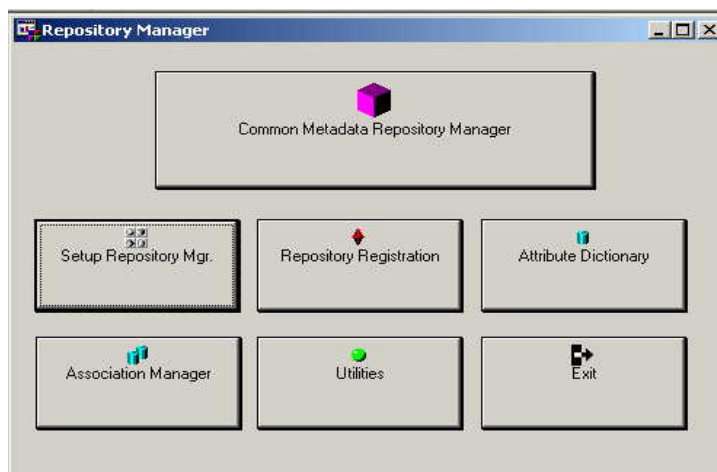 Repository Manager
Common Metadata Repository Manager
Setup Repository Mgr.
Repository Registration
Attribute Dictionary
Association Manager
Utilities
Exit